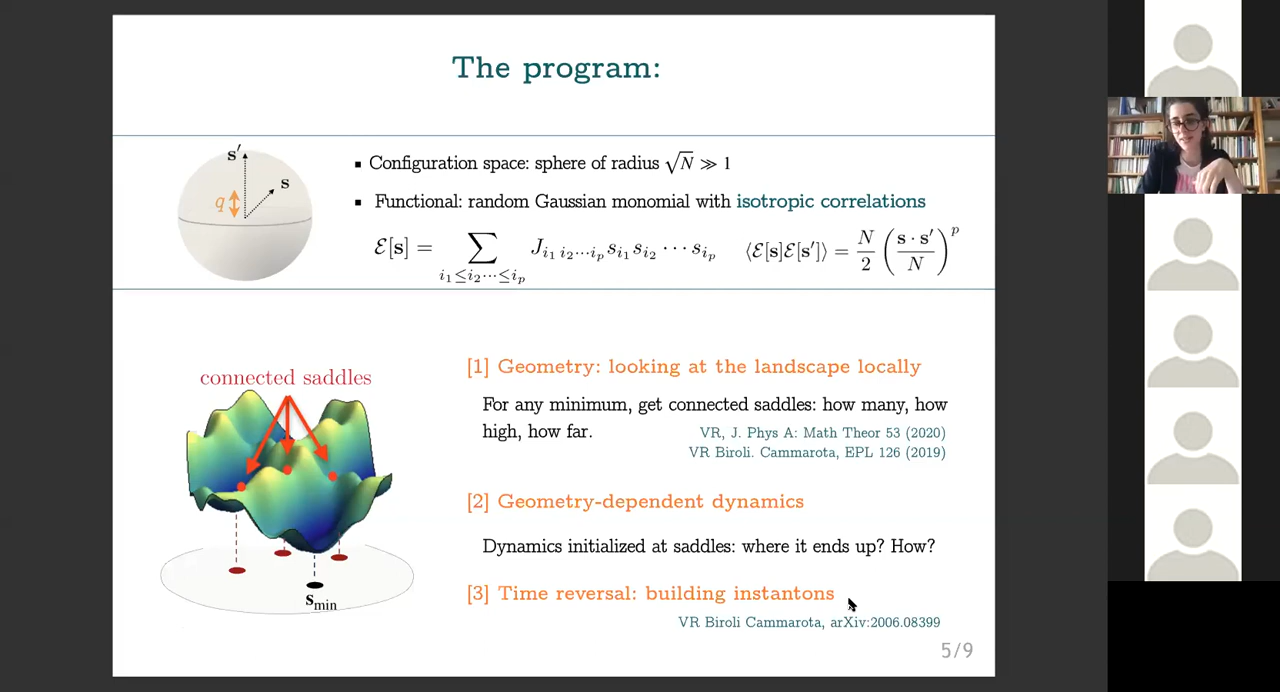 The program:
s′
s
q
▪ Configuration space: sphere of radius √N ≫ 1
▪ Functional: random Gaussian monomial with isotropic correlations
ℰ[s] = ∑_{i₁≤i₂⋯≤iₚ} J_{i₁ i₂⋯iₚ} s_{i₁} s_{i₂} ⋯ s_{iₚ} ⟨ℰ[s]ℰ[s′]⟩ = N/2 (s · s′/N)^p
connected saddles
s_min
[1] Geometry: looking at the landscape locally
For any minimum, get connected saddles: how many, how
high, how far.
VR, J. Phys A: Math Theor 53 (2020)
VR Biroli. Cammarota, EPL 126 (2019)
[2] Geometry-dependent dynamics
Dynamics initialized at saddles: where it ends up? How?
[3] Time reversal: building instantons
VR Biroli Cammarota, arXiv:2006.08399
5/9